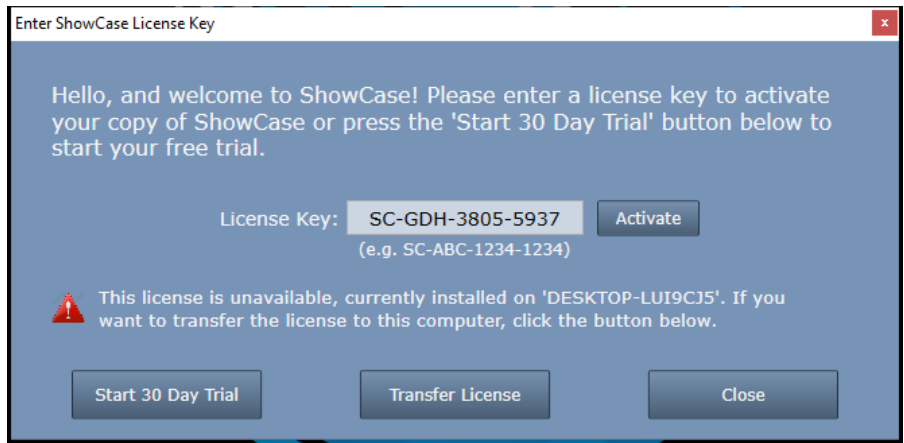 Enter ShowCase License Key
x
Hello, and welcome to ShowCase! Please enter a license key to activate
your copy of ShowCase or press the 'Start 30 Day Trial' button below to
start your free trial.
License Key: SC-GDH-3805-5937 Activate
(e.g. SC-ABC-1234-1234)
This license is unavailable, currently installed on 'DESKTOP-LUI9CJ5'. If you
want to transfer the license to this computer, click the button below.
Start 30 Day Trial Transfer License Close